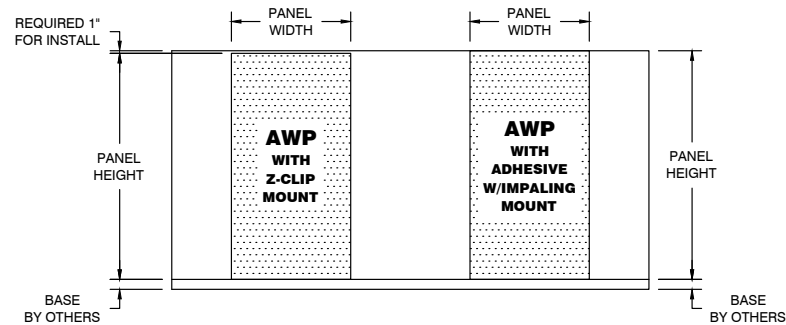 REQUIRED 1"
FOR INSTALL
PANEL
WIDTH
PANEL
WIDTH
PANEL
HEIGHT
AWP
WITH
Z-CLIP
MOUNT
AWP
WITH
ADHESIVE
W/IMPALING
MOUNT
PANEL
HEIGHT
BASE
BY OTHERS
BASE
BY OTHERS